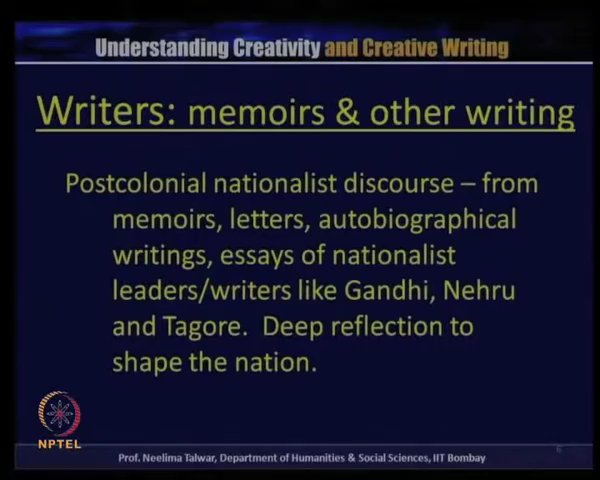 Understanding Creativity and Creative Writing
Writers: memoirs & other writing
Postcolonial nationalist discourse – from
memoirs, letters, autobiographical
writings, essays of nationalist
leaders/writers like Gandhi, Nehru
and Tagore. Deep reflection to
shape the nation.
NPTEL
Prof. Neelima Talwar, Department of Humanities & Social Sciences, IIT Bombay